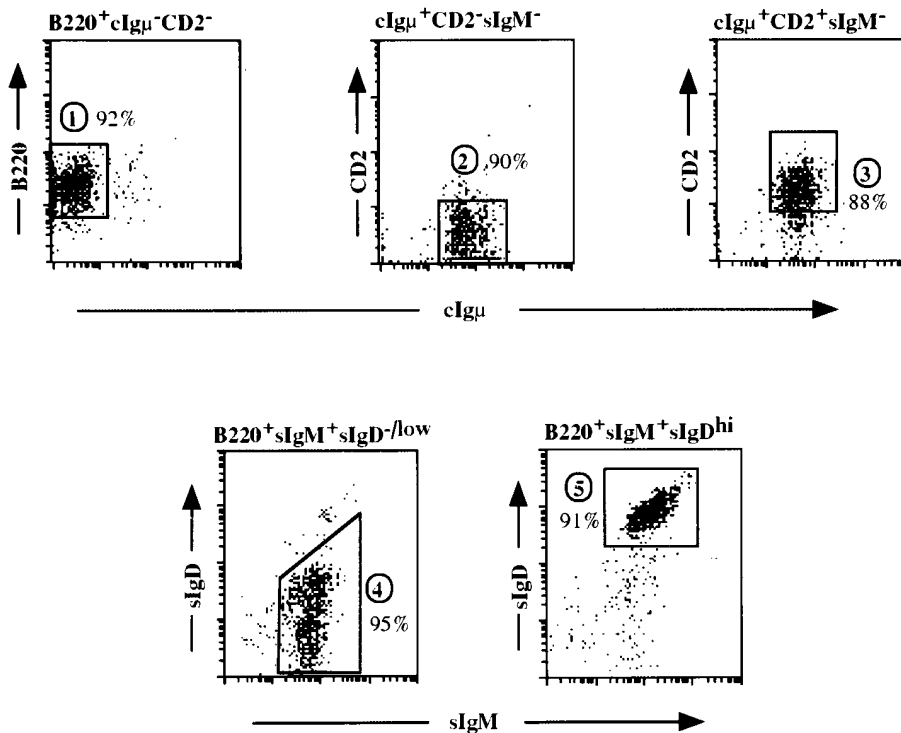 B220⁺cIgμ⁻CD2⁻
cIgμ⁺CD2⁻sIgM⁻
cIgμ⁺CD2⁺sIgM⁻
B220
① 92%
CD2
② 90%
CD2
③
88%
cIgμ
B220⁺sIgM⁺sIgD⁻/low
B220⁺sIgM⁺sIgDhi
sIgD
④
95%
sIgD
⑤
91%
sIgM